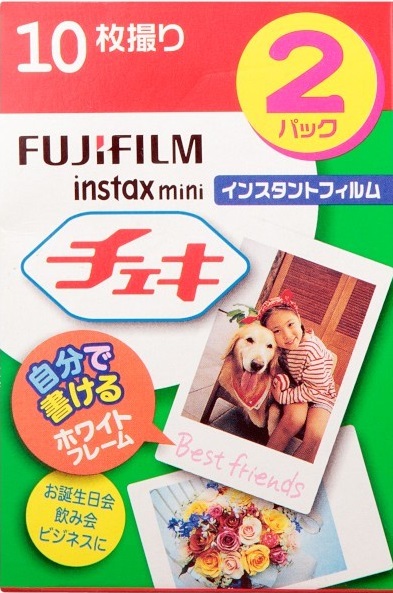 10枚撮り
2
パック
FUJIFILM
instax mini
インスタントフィルム
チェキ
自分で
書ける
ホワイト
フレーム
Best friends
お誕生日会
飲み会
ビジネスに